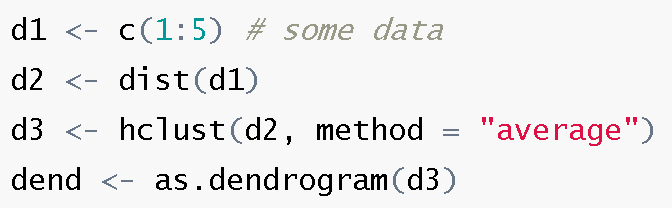 d1 <- c(1:5) # some data
d2 <- dist(d1)
d3 <- hclust(d2, method = "average")
dend <- as.dendrogram(d3)